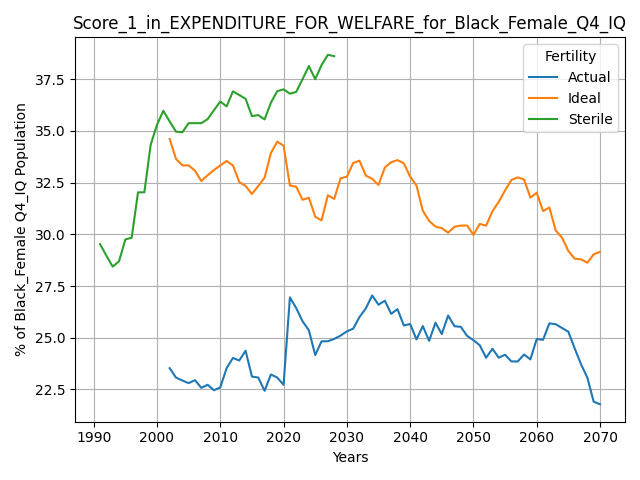 Score_1_in_EXPENDITURE_FOR_WELFARE_for_Black_Female_Q4_IQ
Fertility
Actual
Ideal
Sterile
% of Black_Female Q4_IQ Population
37.5
35.0
32.5
30.0
27.5
25.0
22.5
1990 2000 2010 2020 2030 2040 2050 2060 2070
Years